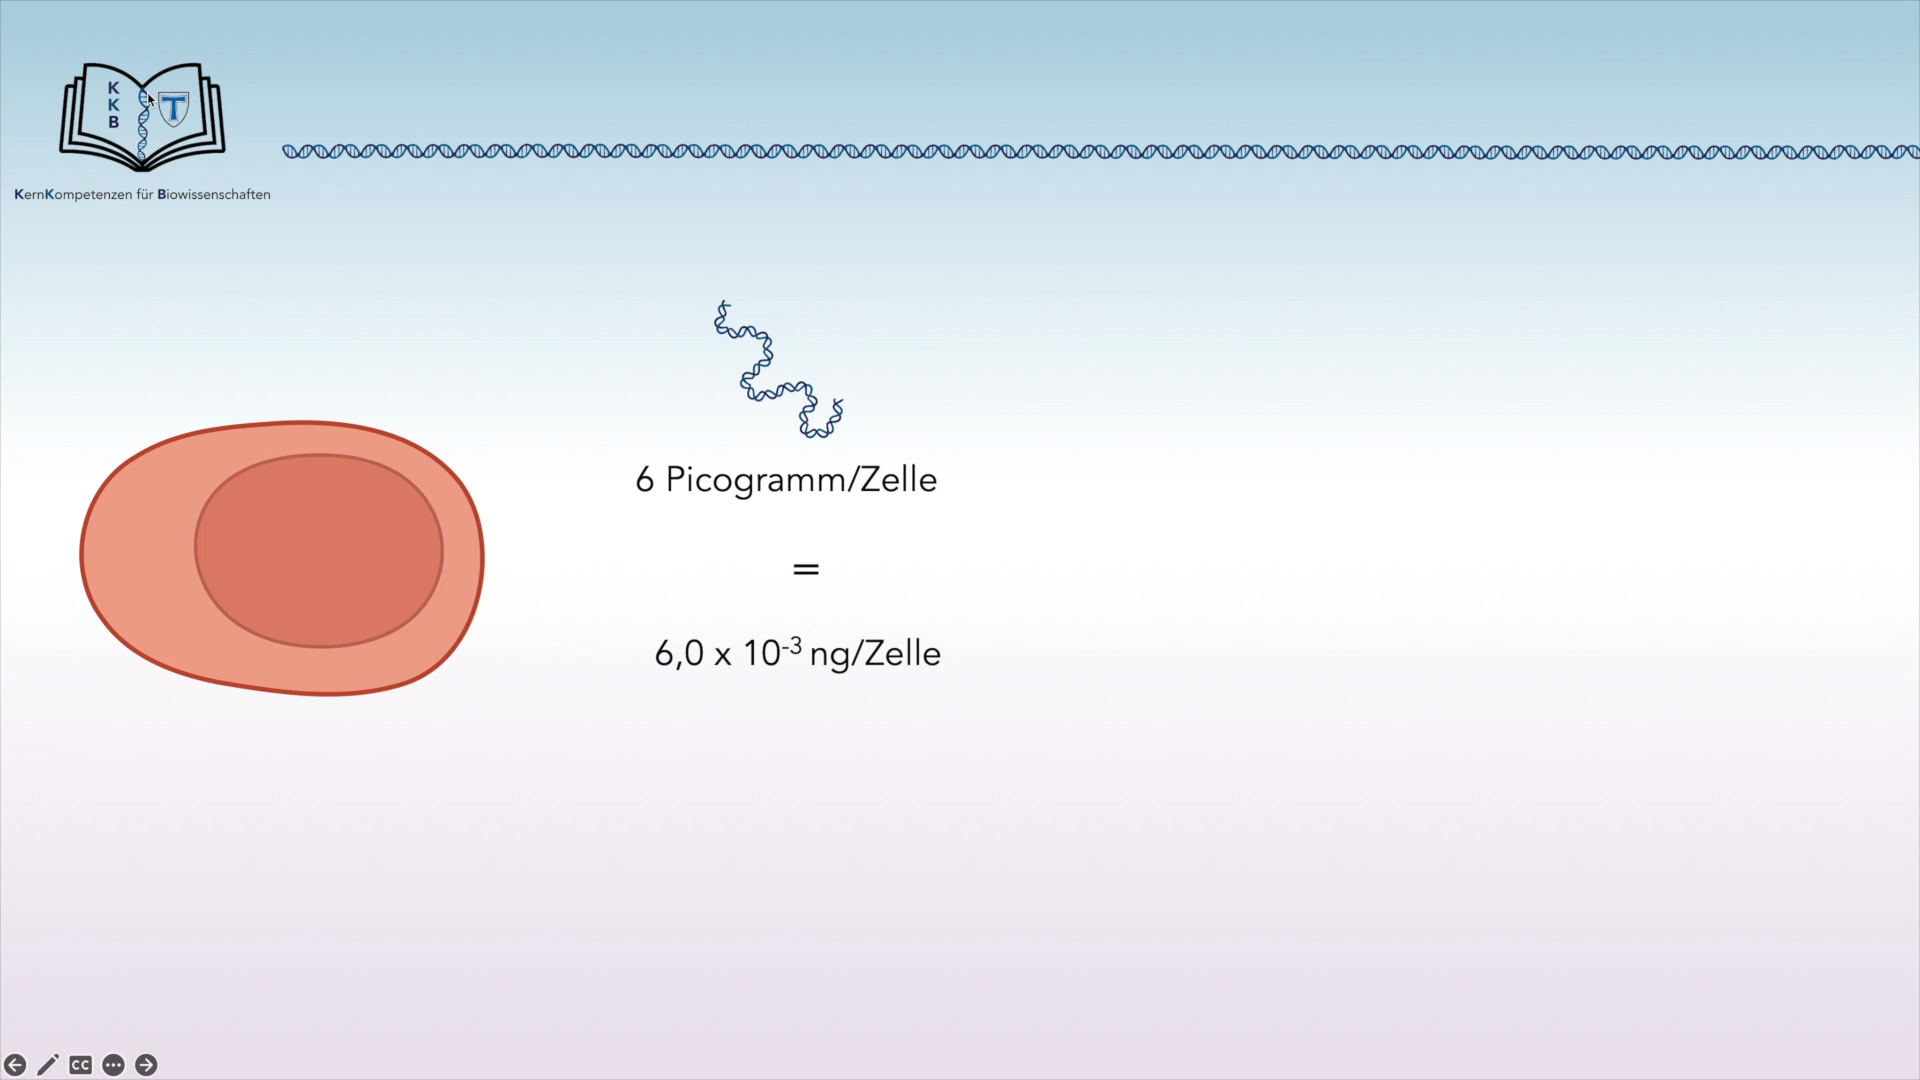 K
K
B
T
KernKompetenzen für Biowissenschaften
6 Picogramm/Zelle
=
6,0 x 10⁻³ ng/Zelle
CC